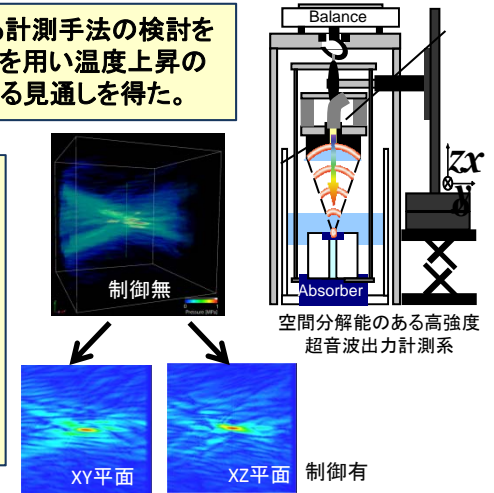 る計測手法の検討を
を用い温度上昇の
る見通しを得た。
Balance
zx
y
Absorber
制御無
0
1
Pressure [MPa]
空間分解能のある高強度
超音波出力計測系
XY平面
XZ平面
制御有